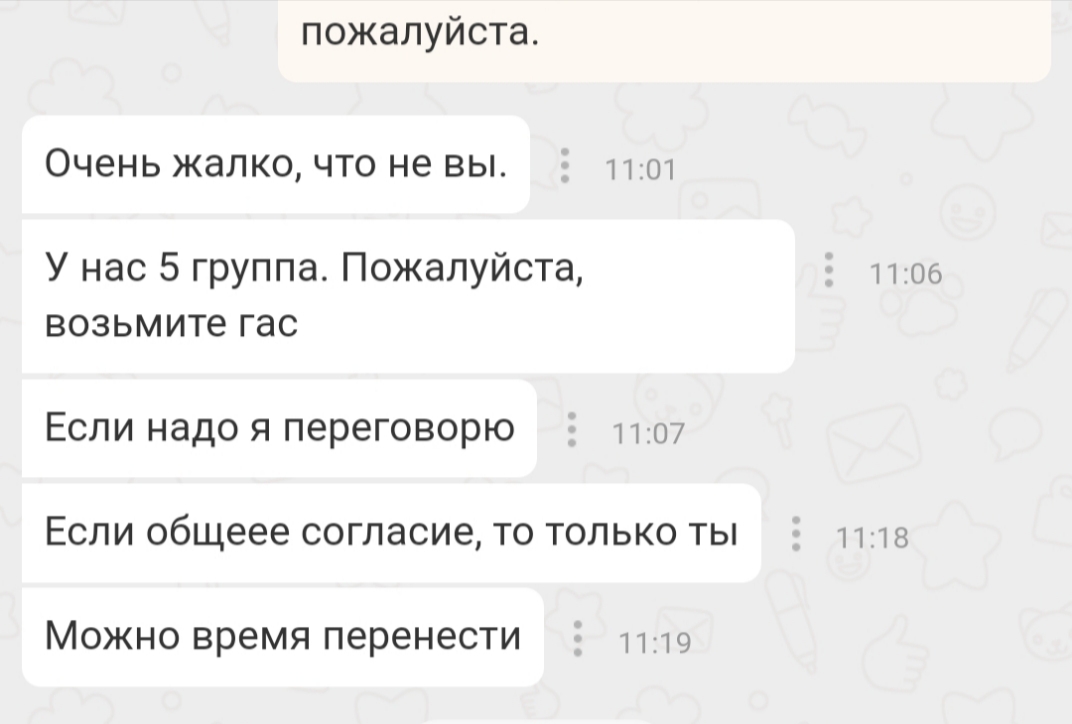 пожалуйста.
Очень жалко, что не вы.
11:01
У нас 5 группа. Пожалуйста,
возьмите гас
11:06
Если надо я переговорю
11:07
Если общеее согласие, то только ты
11:18
Можно время перенести
11:19